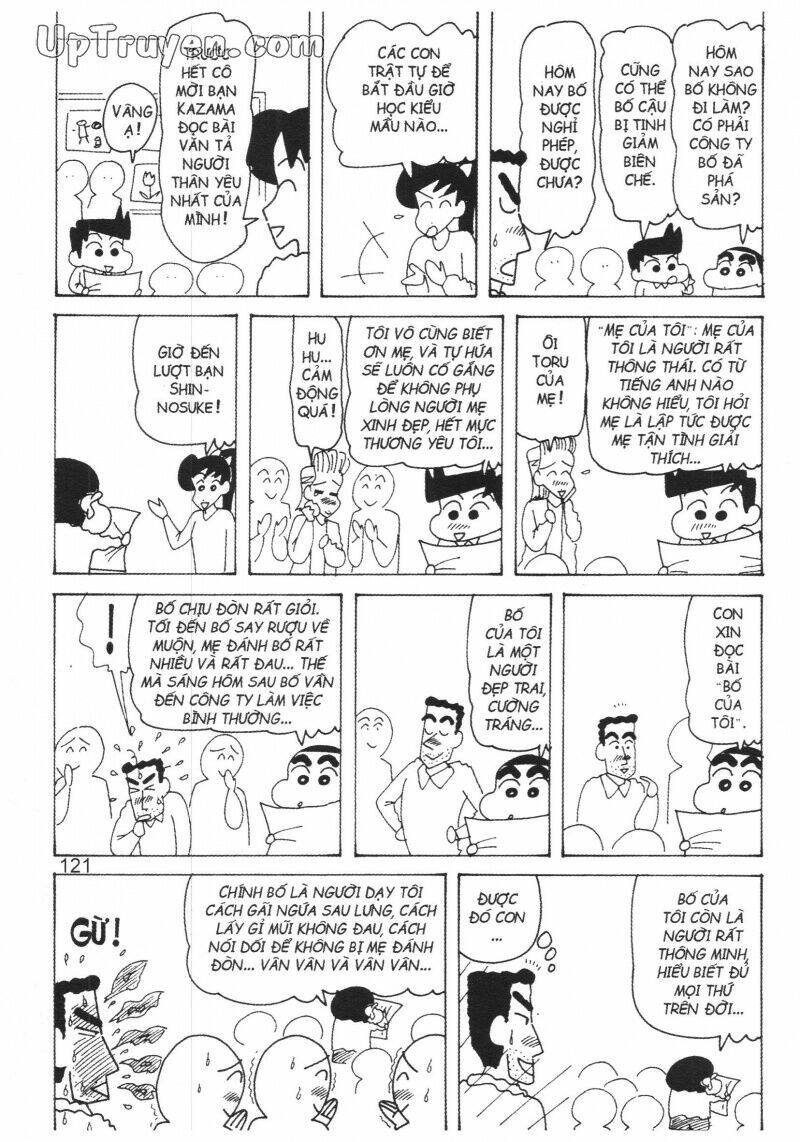 UpTruyen.com
HÔM
NAY SAO
BỐ KHÔNG
ĐI LÀM?
CÓ PHẢI
CÔNG TY
BỐ ĐÃ
PHÁ
SẢN?
CŨNG
CÓ THỂ
BỐ CẬU
BỊ TINH
GIẢM
BIÊN
CHẾ.
HÔM
NAY BỐ
ĐƯỢC
NGHỈ
PHÉP,
ĐƯỢC
CHƯA?
CÁC CON
TRẬT TỰ ĐỂ
BẮT ĐẦU GIỜ
HỌC KIỂU
MẪU NÀO...
TRƯỚC
HẾT CÔ
MỜI BẠN
KAZAMA
ĐỌC BÀI
VĂN TẢ
NGƯỜI
THÂN YÊU
NHẤT CỦA
MÌNH!
VÂNG
Ạ!
"MẸ CỦA TÔI": MẸ CỦA
TÔI LÀ NGƯỜI RẤT
THÔNG THÁI. CÓ TỪ
TIẾNG ANH NÀO
KHÔNG HIỂU, TÔI HỎI
MẸ LÀ LẬP TỨC ĐƯỢC
MẸ TẬN TÌNH GIẢI
THÍCH...
ÔI
TORU
CỦA
MẸ!
TÔI VÔ CÙNG BIẾT
ƠN MẸ, VÀ TỰ HỨA
SẼ LUÔN CỐ GẮNG
ĐỂ KHÔNG PHỤ
LÒNG NGƯỜI MẸ
XINH ĐẸP, HẾT MỰC
THƯƠNG YÊU TÔI...
HU
HU...
CẢM
ĐỘNG
QUÁ!
GIỜ ĐẾN
LƯỢT BẠN
SHIN-
NOSUKE!
CON
XIN
ĐỌC
BÀI
"BỐ
CỦA
TÔI".
BỐ
CỦA TÔI
LÀ MỘT
NGƯỜI
ĐẸP TRAI,
CƯỜNG
TRÁNG...
BỐ CHỊU ĐÒN RẤT GIỎI.
TỐI ĐẾN BỐ SAY RƯỢU VỀ
MUỘN, MẸ ĐÁNH BỐ RẤT
NHIỀU VÀ RẤT ĐAU... THẾ
MÀ SÁNG HÔM SAU BỐ VẪN
ĐẾN CÔNG TY LÀM VIỆC
BÌNH THƯỜNG...
!
121
BỐ CỦA
TÔI CÒN LÀ
NGƯỜI RẤT
THÔNG MINH,
HIỂU BIẾT ĐỦ
MỌI THỨ
TRÊN ĐỜI...
ĐƯỢC
ĐÓ CON
...
CHÍNH BỐ LÀ NGƯỜI DẠY TÔI
CÁCH GÃI NGỨA SAU LƯNG, CÁCH
LẤY GỈ MŨI KHÔNG ĐAU, CÁCH
NÓI DỐI ĐỂ KHÔNG BỊ MẸ ĐÁNH
ĐÒN... VÂN VÂN VÀ VÂN VÂN...
GỪ!